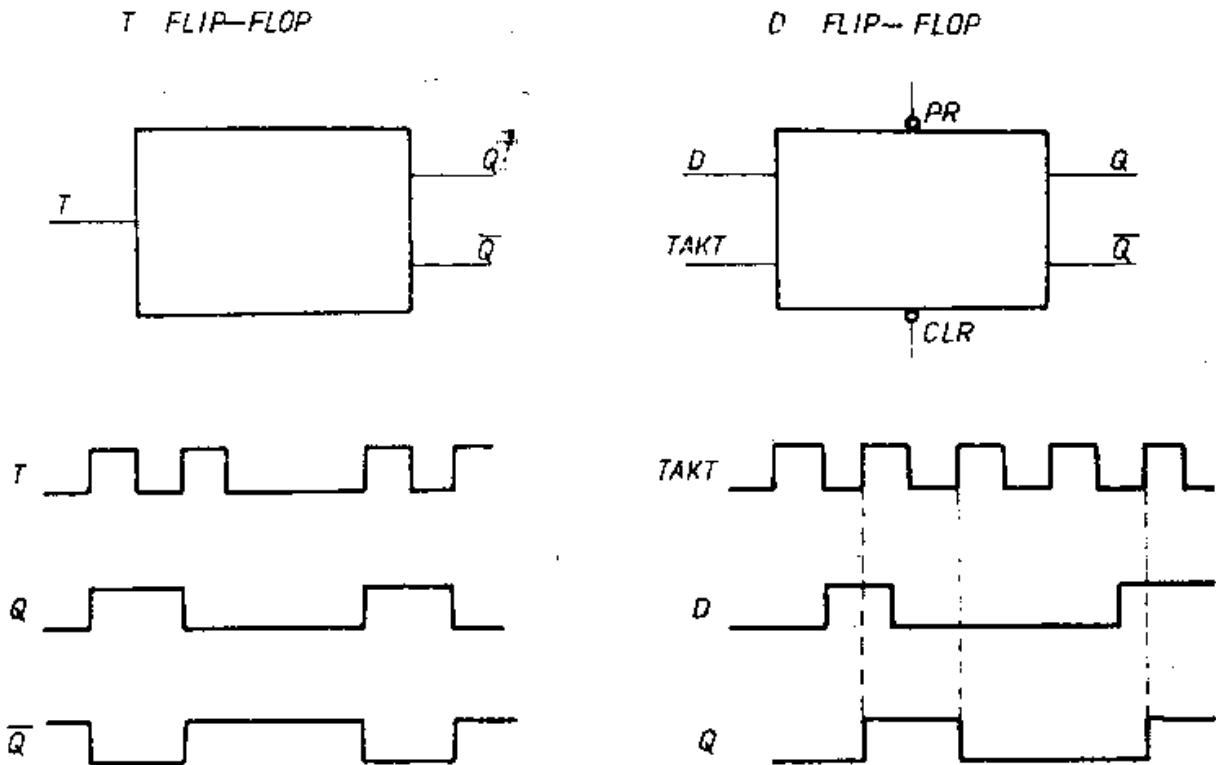 T FLIP-FLOP
D FLIP-FLOP
T
Q
Q̅
PR
D
Q
TAKT
Q̅
CLR
T
Q
Q̅
TAKT
D
Q